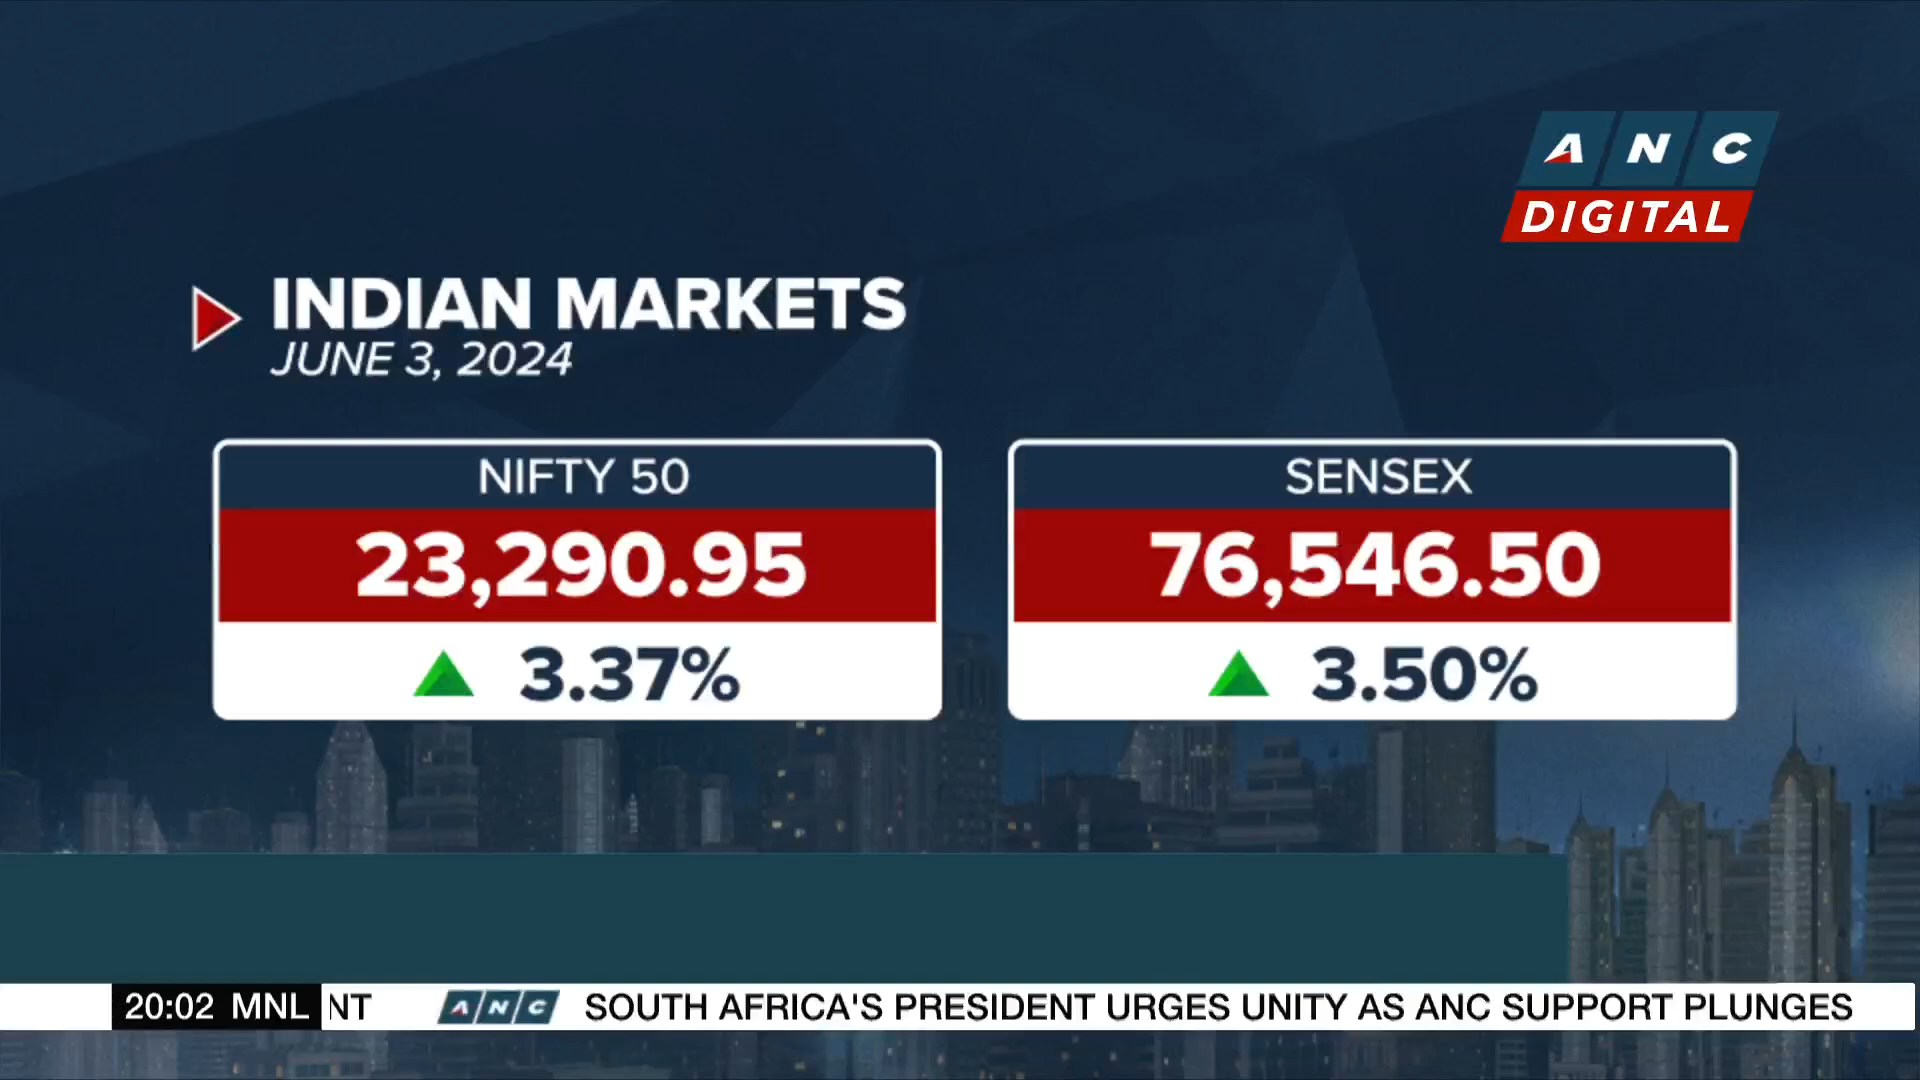 A N C
DIGITAL
INDIAN MARKETS
JUNE 3, 2024
NIFTY 50
23,290.95
3.37%
SENSEX
76,546.50
3.50%
20:02 MNL NT ANC SOUTH AFRICA'S PRESIDENT URGES UNITY AS ANC SUPPORT PLUNGES